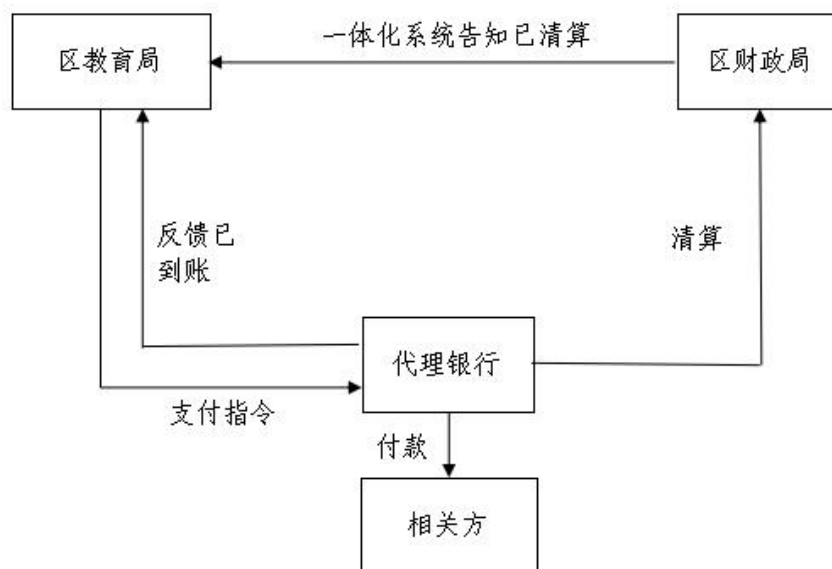 一体化系统告知已清算
区教育局
区财政局
反馈已
到账
清算
代理银行
支付指令
付款
相关方